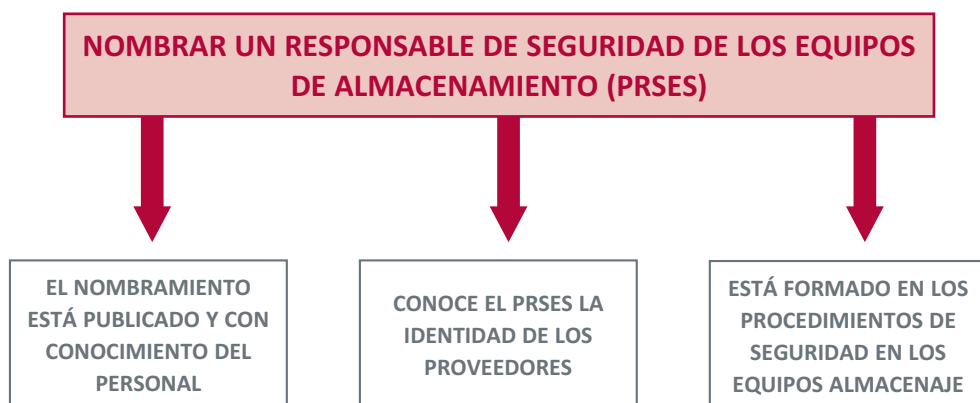 NOMBRAR UN RESPONSABLE DE SEGURIDAD DE LOS EQUIPOS
DE ALMACENAMIENTO (PRSES)
EL NOMBRAMIENTO
ESTÁ PUBLICADO Y CON
CONOCIMIENTO DEL
PERSONAL
CONOCE EL PRSES LA
IDENTIDAD DE LOS
PROVEEDORES
ESTÁ FORMADO EN LOS
PROCEDIMIENTOS DE
SEGURIDAD EN LOS
EQUIPOS ALMACENAJE